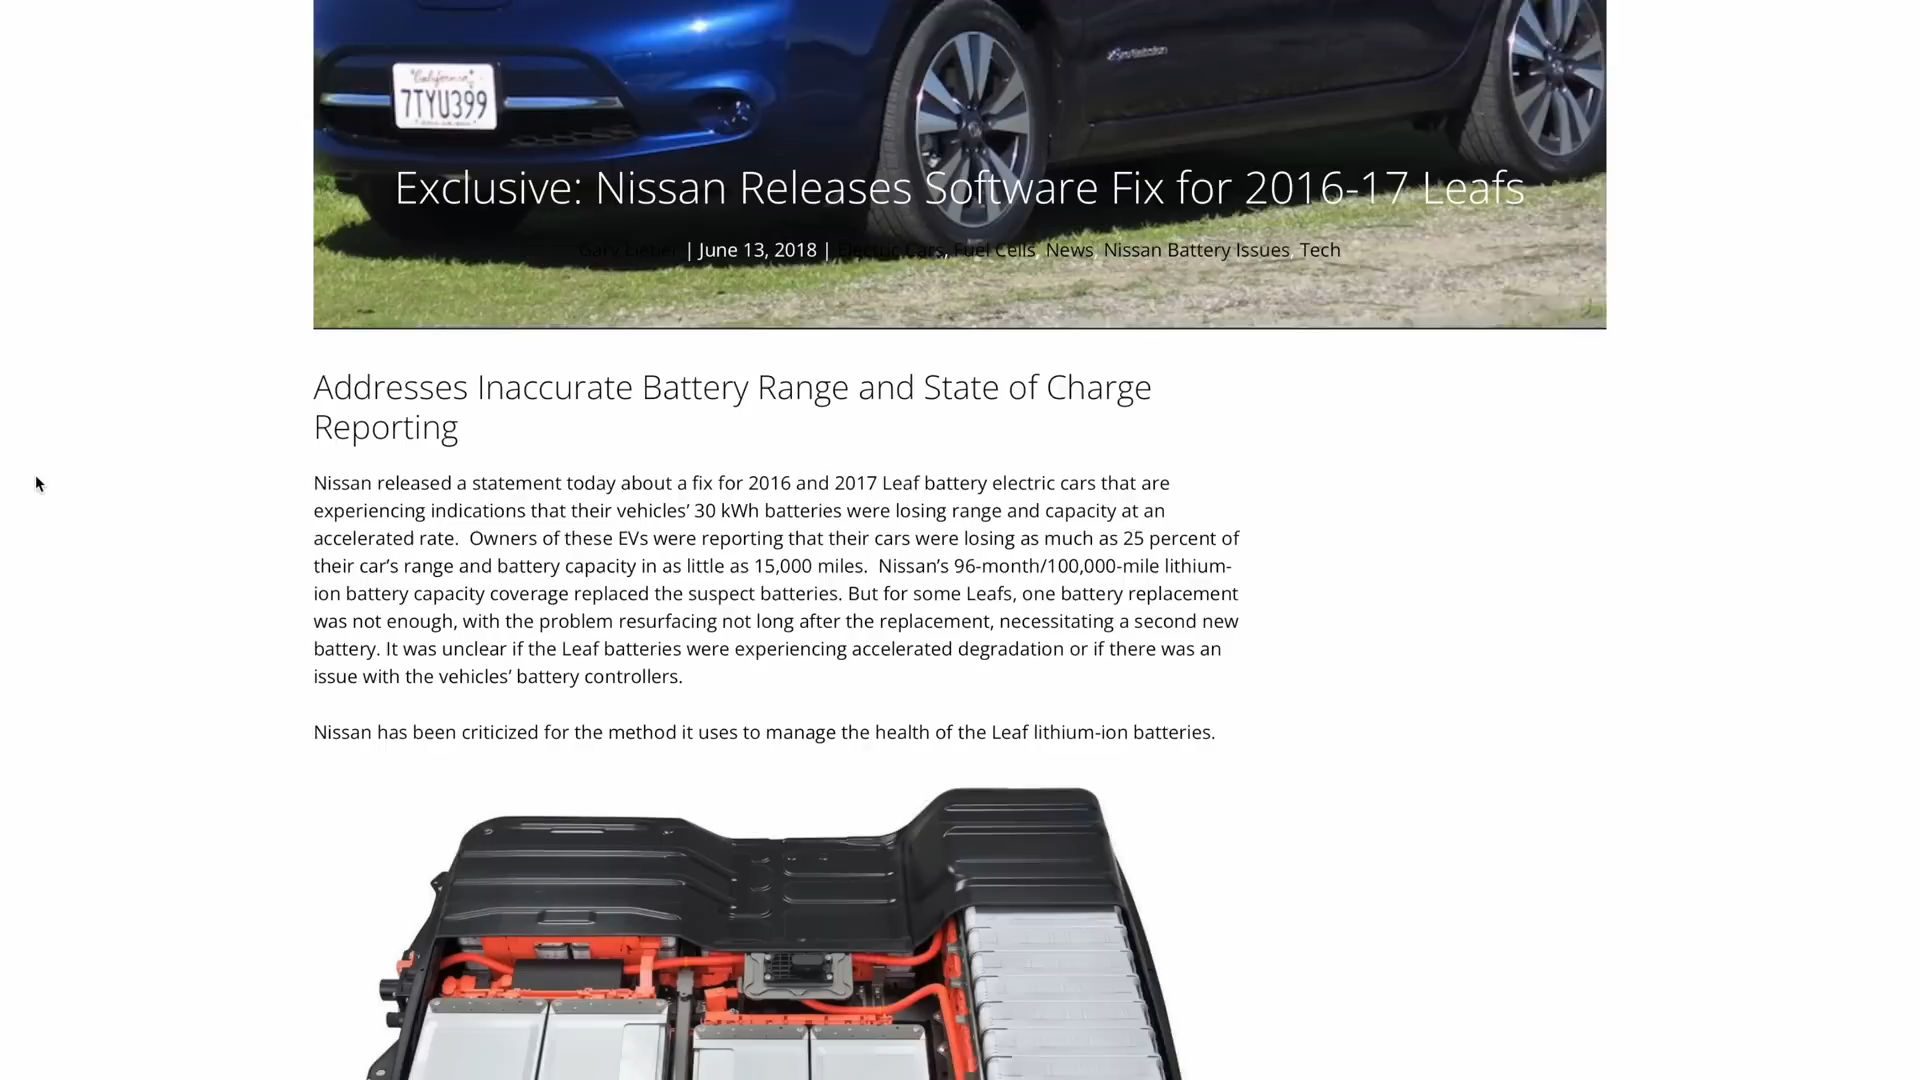 California
7TYU399
Exclusive: Nissan Releases Software Fix for 2016-17 Leafs
Gary Lieber | June 13, 2018 | Electric Cars, Fuel Cells, News, Nissan Battery Issues, Tech
Addresses Inaccurate Battery Range and State of Charge
Reporting
Nissan released a statement today about a fix for 2016 and 2017 Leaf battery electric cars that are
experiencing indications that their vehicles’ 30 kWh batteries were losing range and capacity at an
accelerated rate.  Owners of these EVs were reporting that their cars were losing as much as 25 percent of
their car’s range and battery capacity in as little as 15,000 miles.  Nissan’s 96-month/100,000-mile lithium-
ion battery capacity coverage replaced the suspect batteries. But for some Leafs, one battery replacement
was not enough, with the problem resurfacing not long after the replacement, necessitating a second new
battery. It was unclear if the Leaf batteries were experiencing accelerated degradation or if there was an
issue with the vehicles’ battery controllers.
Nissan has been criticized for the method it uses to manage the health of the Leaf lithium-ion batteries.